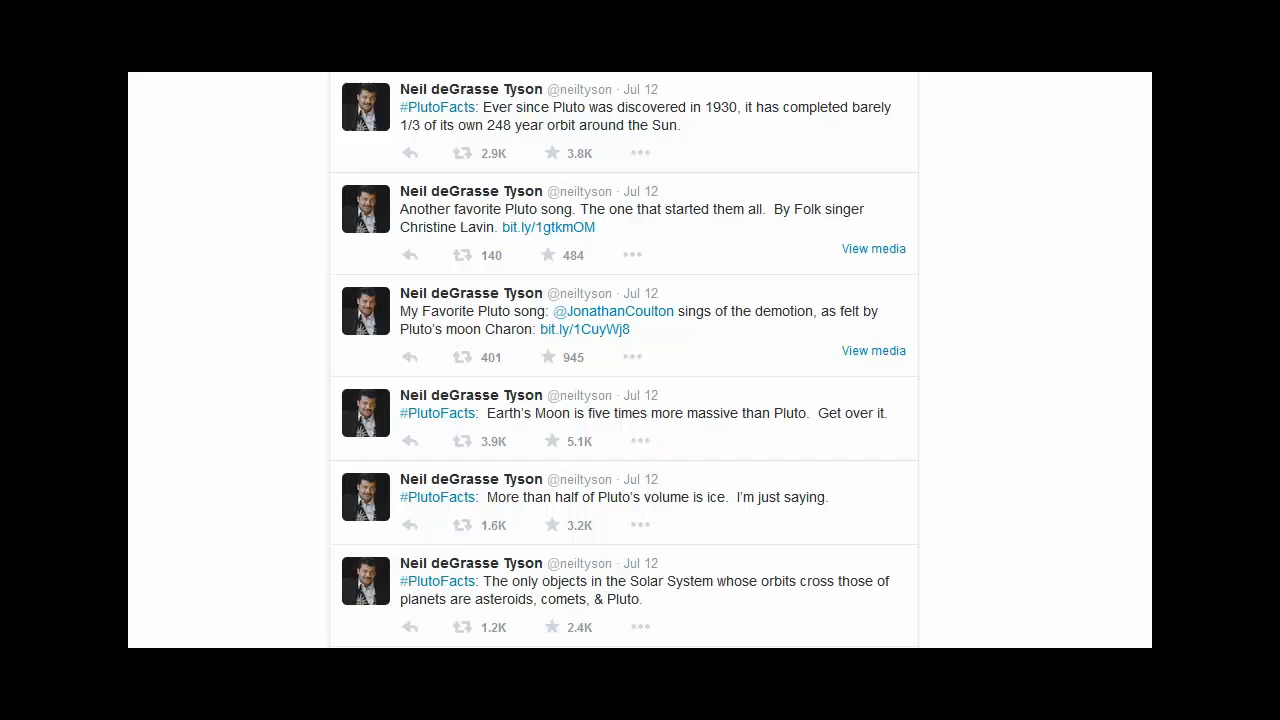 Neil deGrasse Tyson @neiltyson · Jul 12
#PlutoFacts: Ever since Pluto was discovered in 1930, it has completed barely
1/3 of its own 248 year orbit around the Sun.
2.9K 3.8K
Neil deGrasse Tyson @neiltyson · Jul 12
Another favorite Pluto song. The one that started them all.  By Folk singer
Christine Lavin. bit.ly/1gtkmOM
View media
140 484
Neil deGrasse Tyson @neiltyson · Jul 12
My Favorite Pluto song: @JonathanCoulton sings of the demotion, as felt by
Pluto's moon Charon: bit.ly/1CuyWj8
View media
401 945
Neil deGrasse Tyson @neiltyson · Jul 12
#PlutoFacts:  Earth's Moon is five times more massive than Pluto.  Get over it.
3.9K 5.1K
Neil deGrasse Tyson @neiltyson · Jul 12
#PlutoFacts:  More than half of Pluto's volume is ice.  I'm just saying.
1.6K 3.2K
Neil deGrasse Tyson @neiltyson · Jul 12
#PlutoFacts: The only objects in the Solar System whose orbits cross those of
planets are asteroids, comets, & Pluto.
1.2K 2.4K